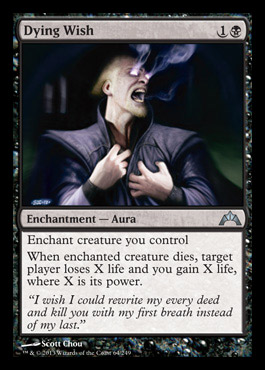 Dying Wish 1
Enchantment — Aura
Enchant creature you control
When enchanted creature dies, target
player loses X life and you gain X life,
where X is its power.
“I wish I could rewrite my every deed
and kill you with my first breath instead
of my last.”
Scott Chou
™ & © 2013 Wizards of the Coast 64/249